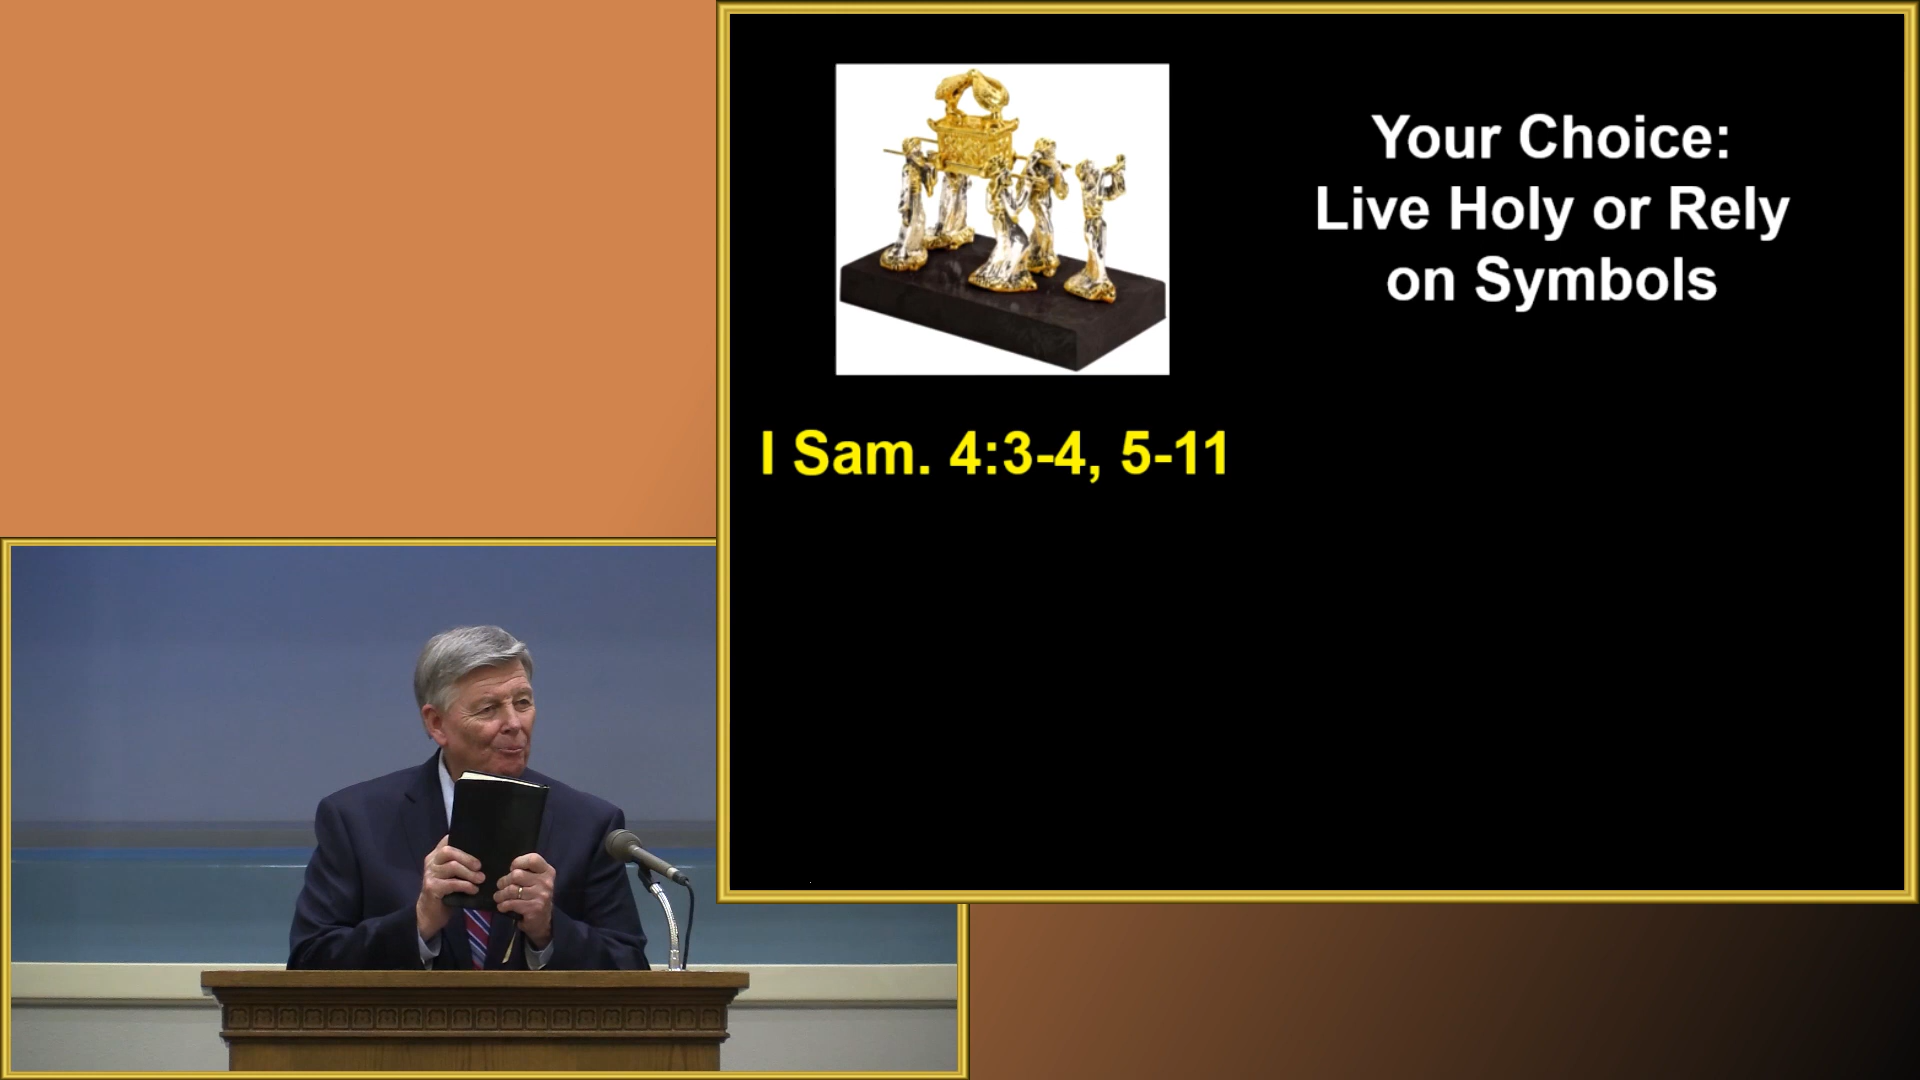 Your Choice:
Live Holy or Rely
on Symbols
I Sam. 4:3-4, 5-11